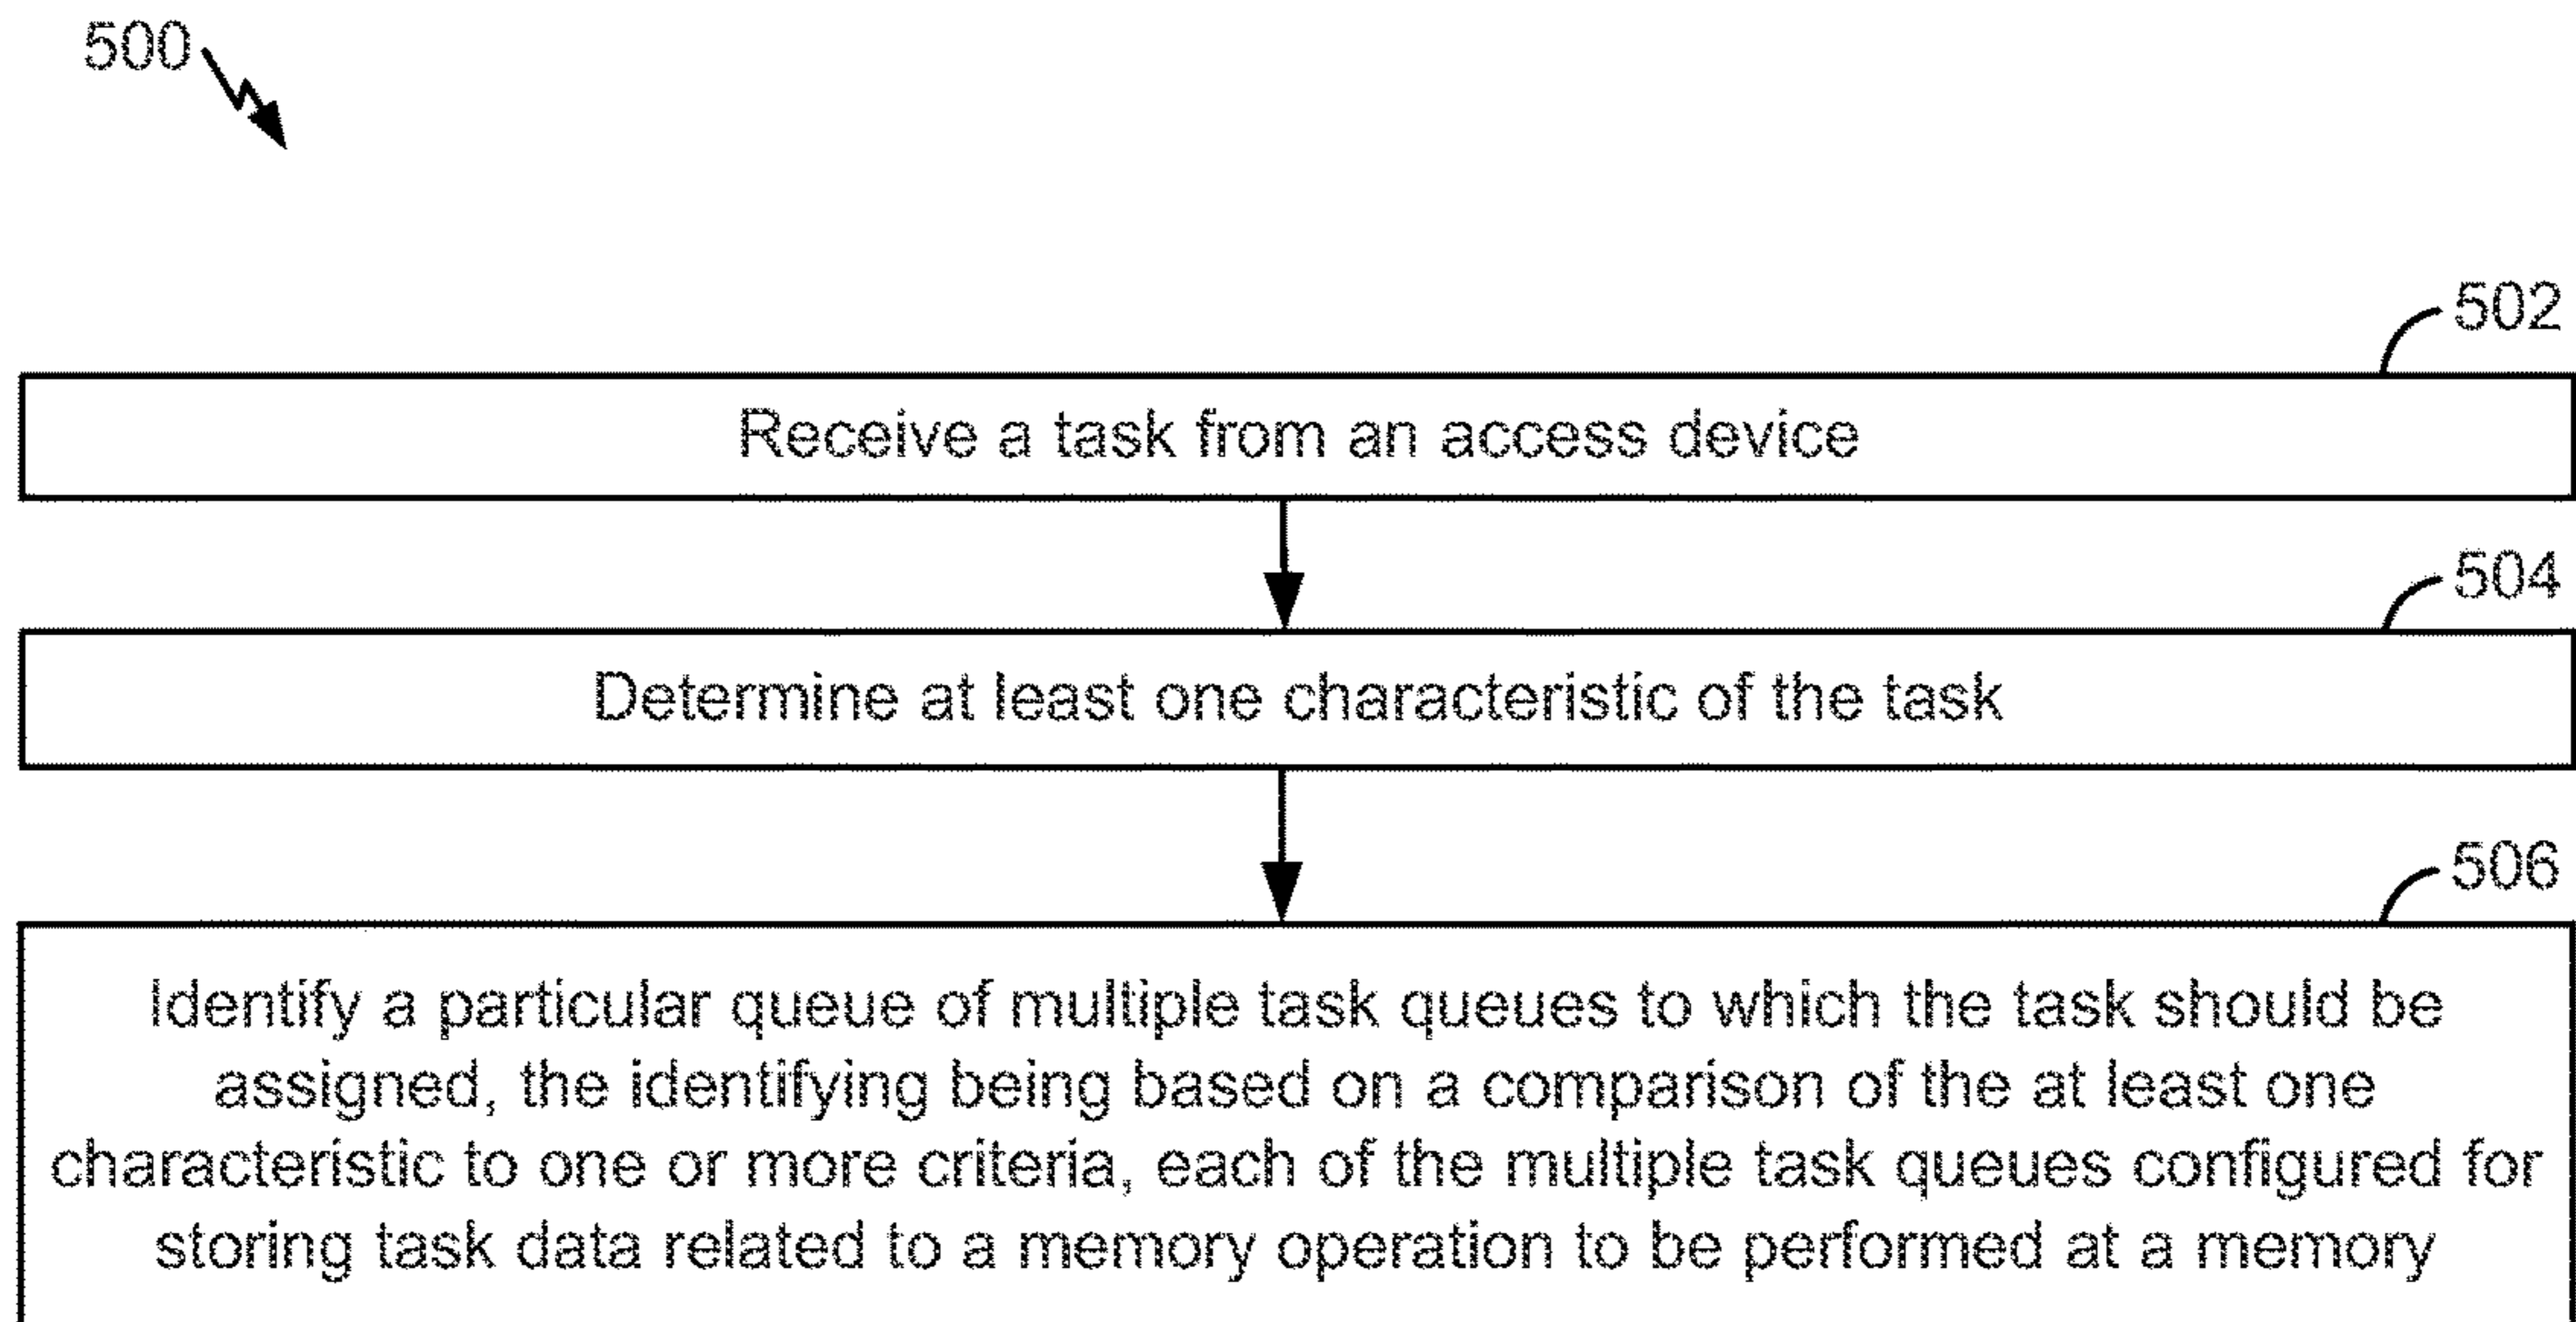 500
502
Receive a task from an access device
504
Determine at least one characteristic of the task
506
Identify a particular queue of multiple task queues to which the task should be
assigned, the identifying being based on a comparison of the at least one
characteristic to one or more criteria, each of the multiple task queues configured for
storing task data related to a memory operation to be performed at a memory